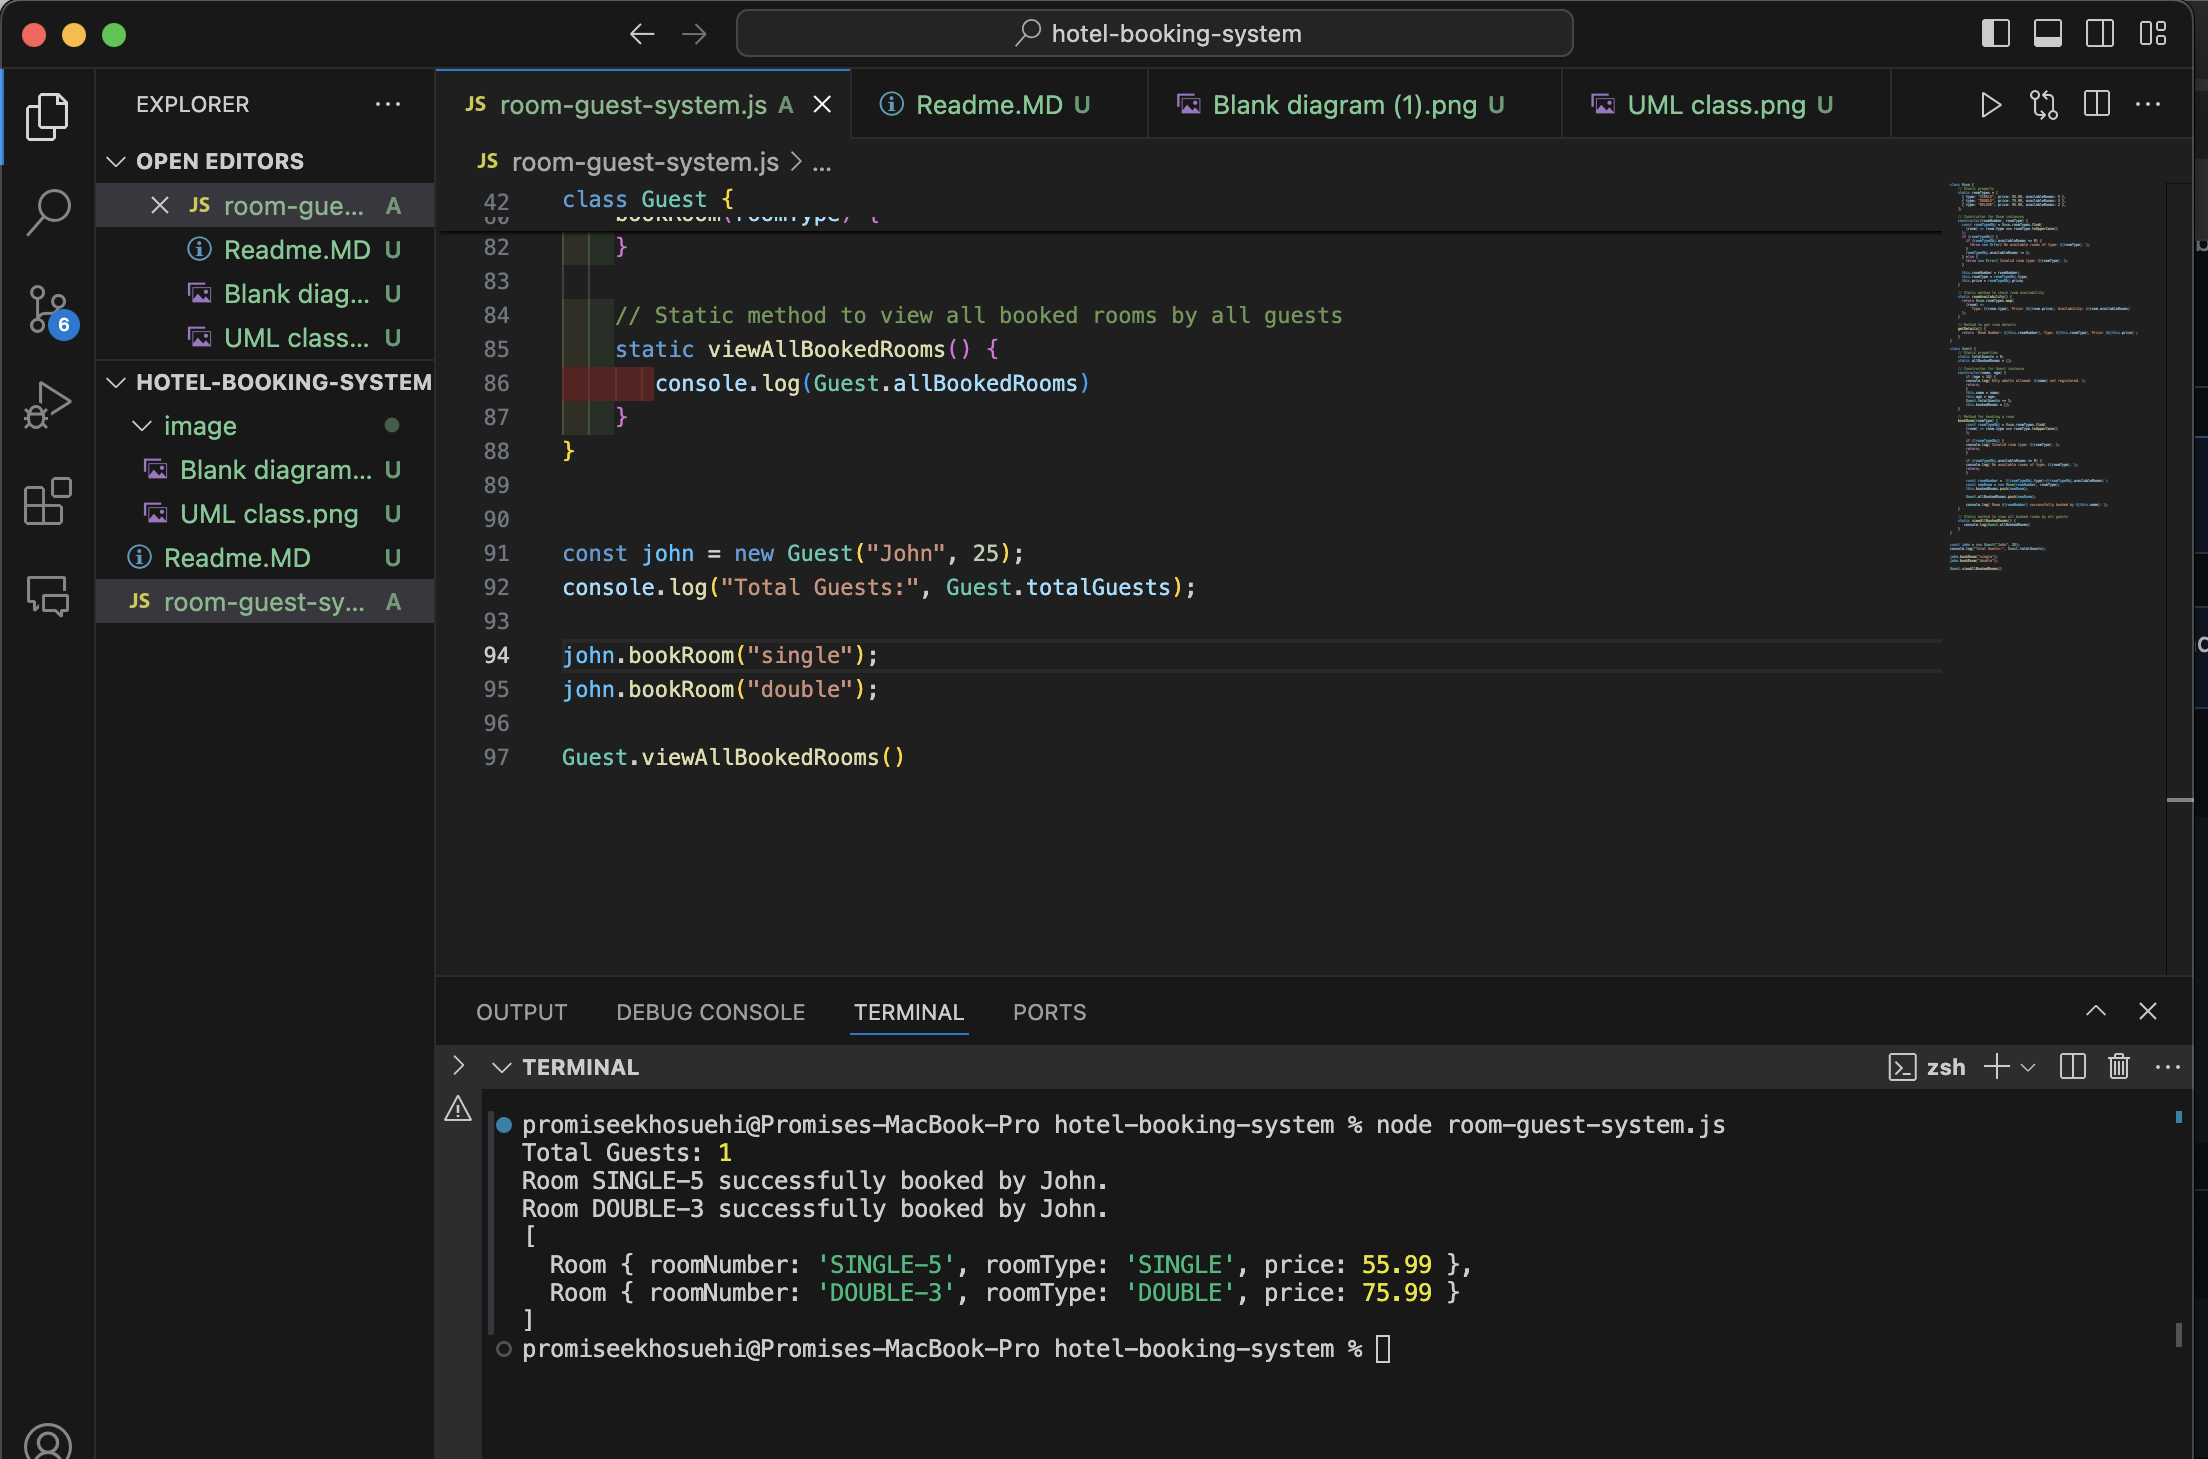 hotel-booking-system
EXPLORER
JS room-guest-system.js A
Readme.MD U
Blank diagram (1).png U
UML class.png U
OPEN EDITORS
JS room-gue... A
Readme.MD U
Blank diag... U
UML class... U
HOTEL-BOOKING-SYSTEM
image
Blank diagram... U
UML class.png U
Readme.MD U
JS room-guest-sy... A
6
JS room-guest-system.js > ...
42 class Guest {
60 bookRoom(roomType) {
82 }
83
84 // Static method to view all booked rooms by all guests
85 static viewAllBookedRooms() {
86 console.log(Guest.allBookedRooms)
87 }
88 }
89
90
91 const john = new Guest("John", 25);
92 console.log("Total Guests:", Guest.totalGuests);
93
94 john.bookRoom("single");
95 john.bookRoom("double");
96
97 Guest.viewAllBookedRooms()
OUTPUT DEBUG CONSOLE TERMINAL PORTS
TERMINAL
zsh
promiseekhosuehi@Promises-MacBook-Pro hotel-booking-system % node room-guest-system.js
Total Guests: 1
Room SINGLE-5 successfully booked by John.
Room DOUBLE-3 successfully booked by John.
[
Room { roomNumber: 'SINGLE-5', roomType: 'SINGLE', price: 55.99 },
Room { roomNumber: 'DOUBLE-3', roomType: 'DOUBLE', price: 75.99 }
]
promiseekhosuehi@Promises-MacBook-Pro hotel-booking-system %